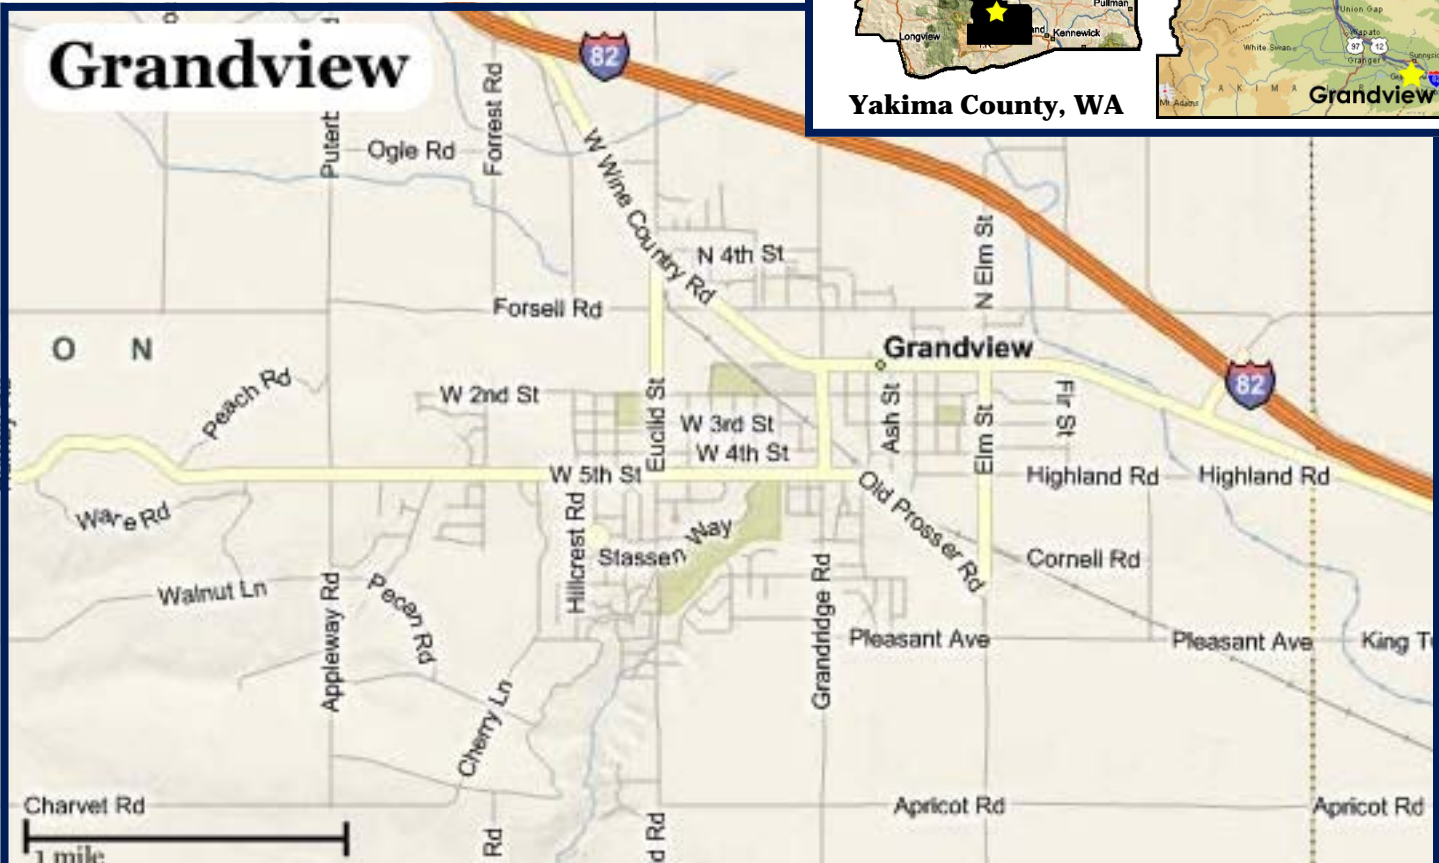 Grandview
82
Pullman
Longview
Kennewick
Yakima County, WA
Union Gap
Wapato
White Swan
97
12
Granger
Mt. Adams
Y A K I M A
Grandview
Forrest Rd
Ogle Rd
W Wine Country Rd
N 4th St
N Elm St
Forsell Rd
O N
Grandview
82
Peach Rd
W 2nd St
Euclid St
W 3rd St
W 4th St
Ash St
Elm St
Fir St
W 5th St
Highland Rd
Highland Rd
Ware Rd
Hillcrest Rd
Stassen Way
Old Prosser Rd
Cornell Rd
Walnut Ln
Appleway Rd
Pecan Rd
Grandridge Rd
Pleasant Ave
Pleasant Ave
King
Cherry Ln
Charvet Rd
Apricot Rd
Apricot Rd
Rd
Rd
1 mile